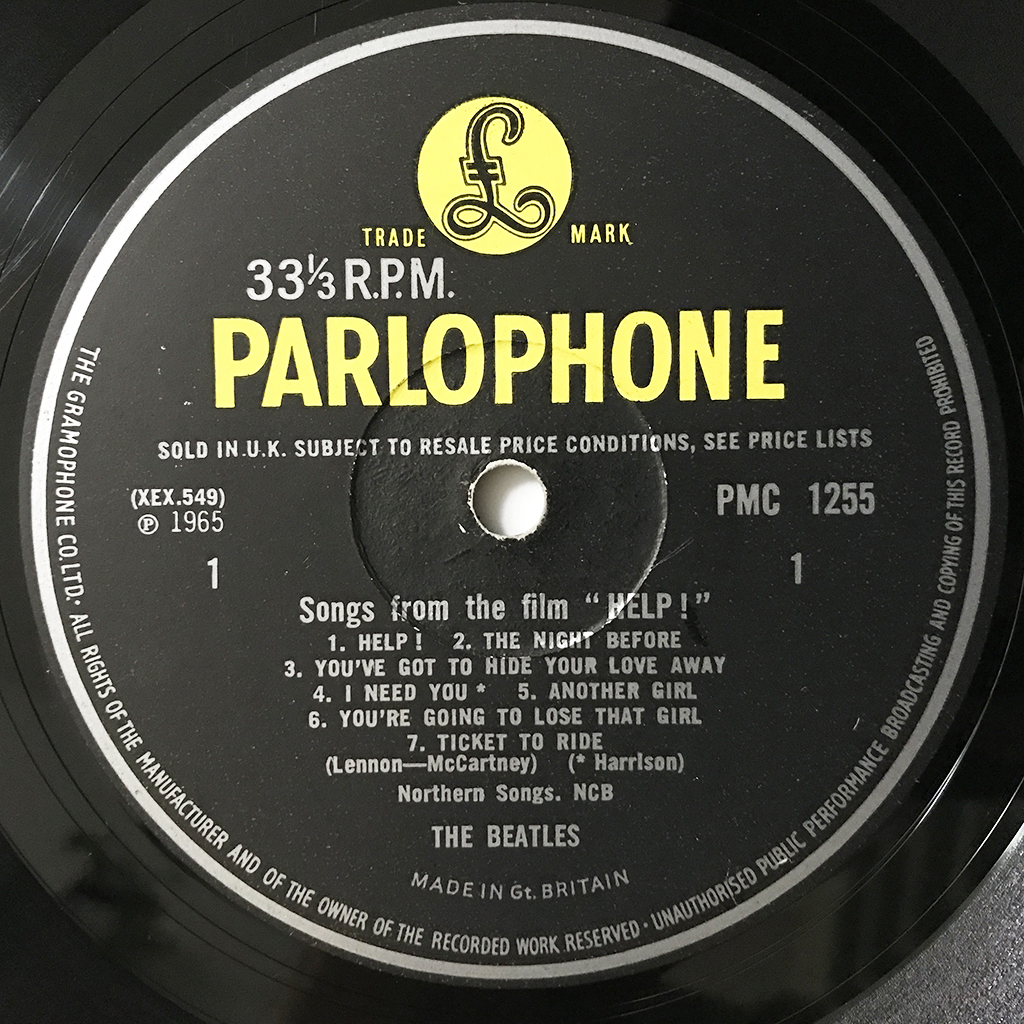 £
TRADE MARK
33⅓ R.P.M.
PARLOPHONE
SOLD IN U.K. SUBJECT TO RESALE PRICE CONDITIONS, SEE PRICE LISTS
(XEX.549)
℗ 1965
PMC 1255
1
1
Songs from the film "HELP!"
1. HELP! 2. THE NIGHT BEFORE
3. YOU'VE GOT TO HIDE YOUR LOVE AWAY
4. I NEED YOU * 5. ANOTHER GIRL
6. YOU'RE GOING TO LOSE THAT GIRL
7. TICKET TO RIDE
(Lennon—McCartney) (* Harrison)
Northern Songs. NCB
THE BEATLES
MADE IN Gt. BRITAIN
THE GRAMOPHONE CO. LTD. · ALL RIGHTS OF THE MANUFACTURER AND OF THE OWNER OF THE RECORDED WORK RESERVED · UNAUTHORISED PUBLIC PERFORMANCE BROADCASTING AND COPYING OF THIS RECORD PROHIBITED